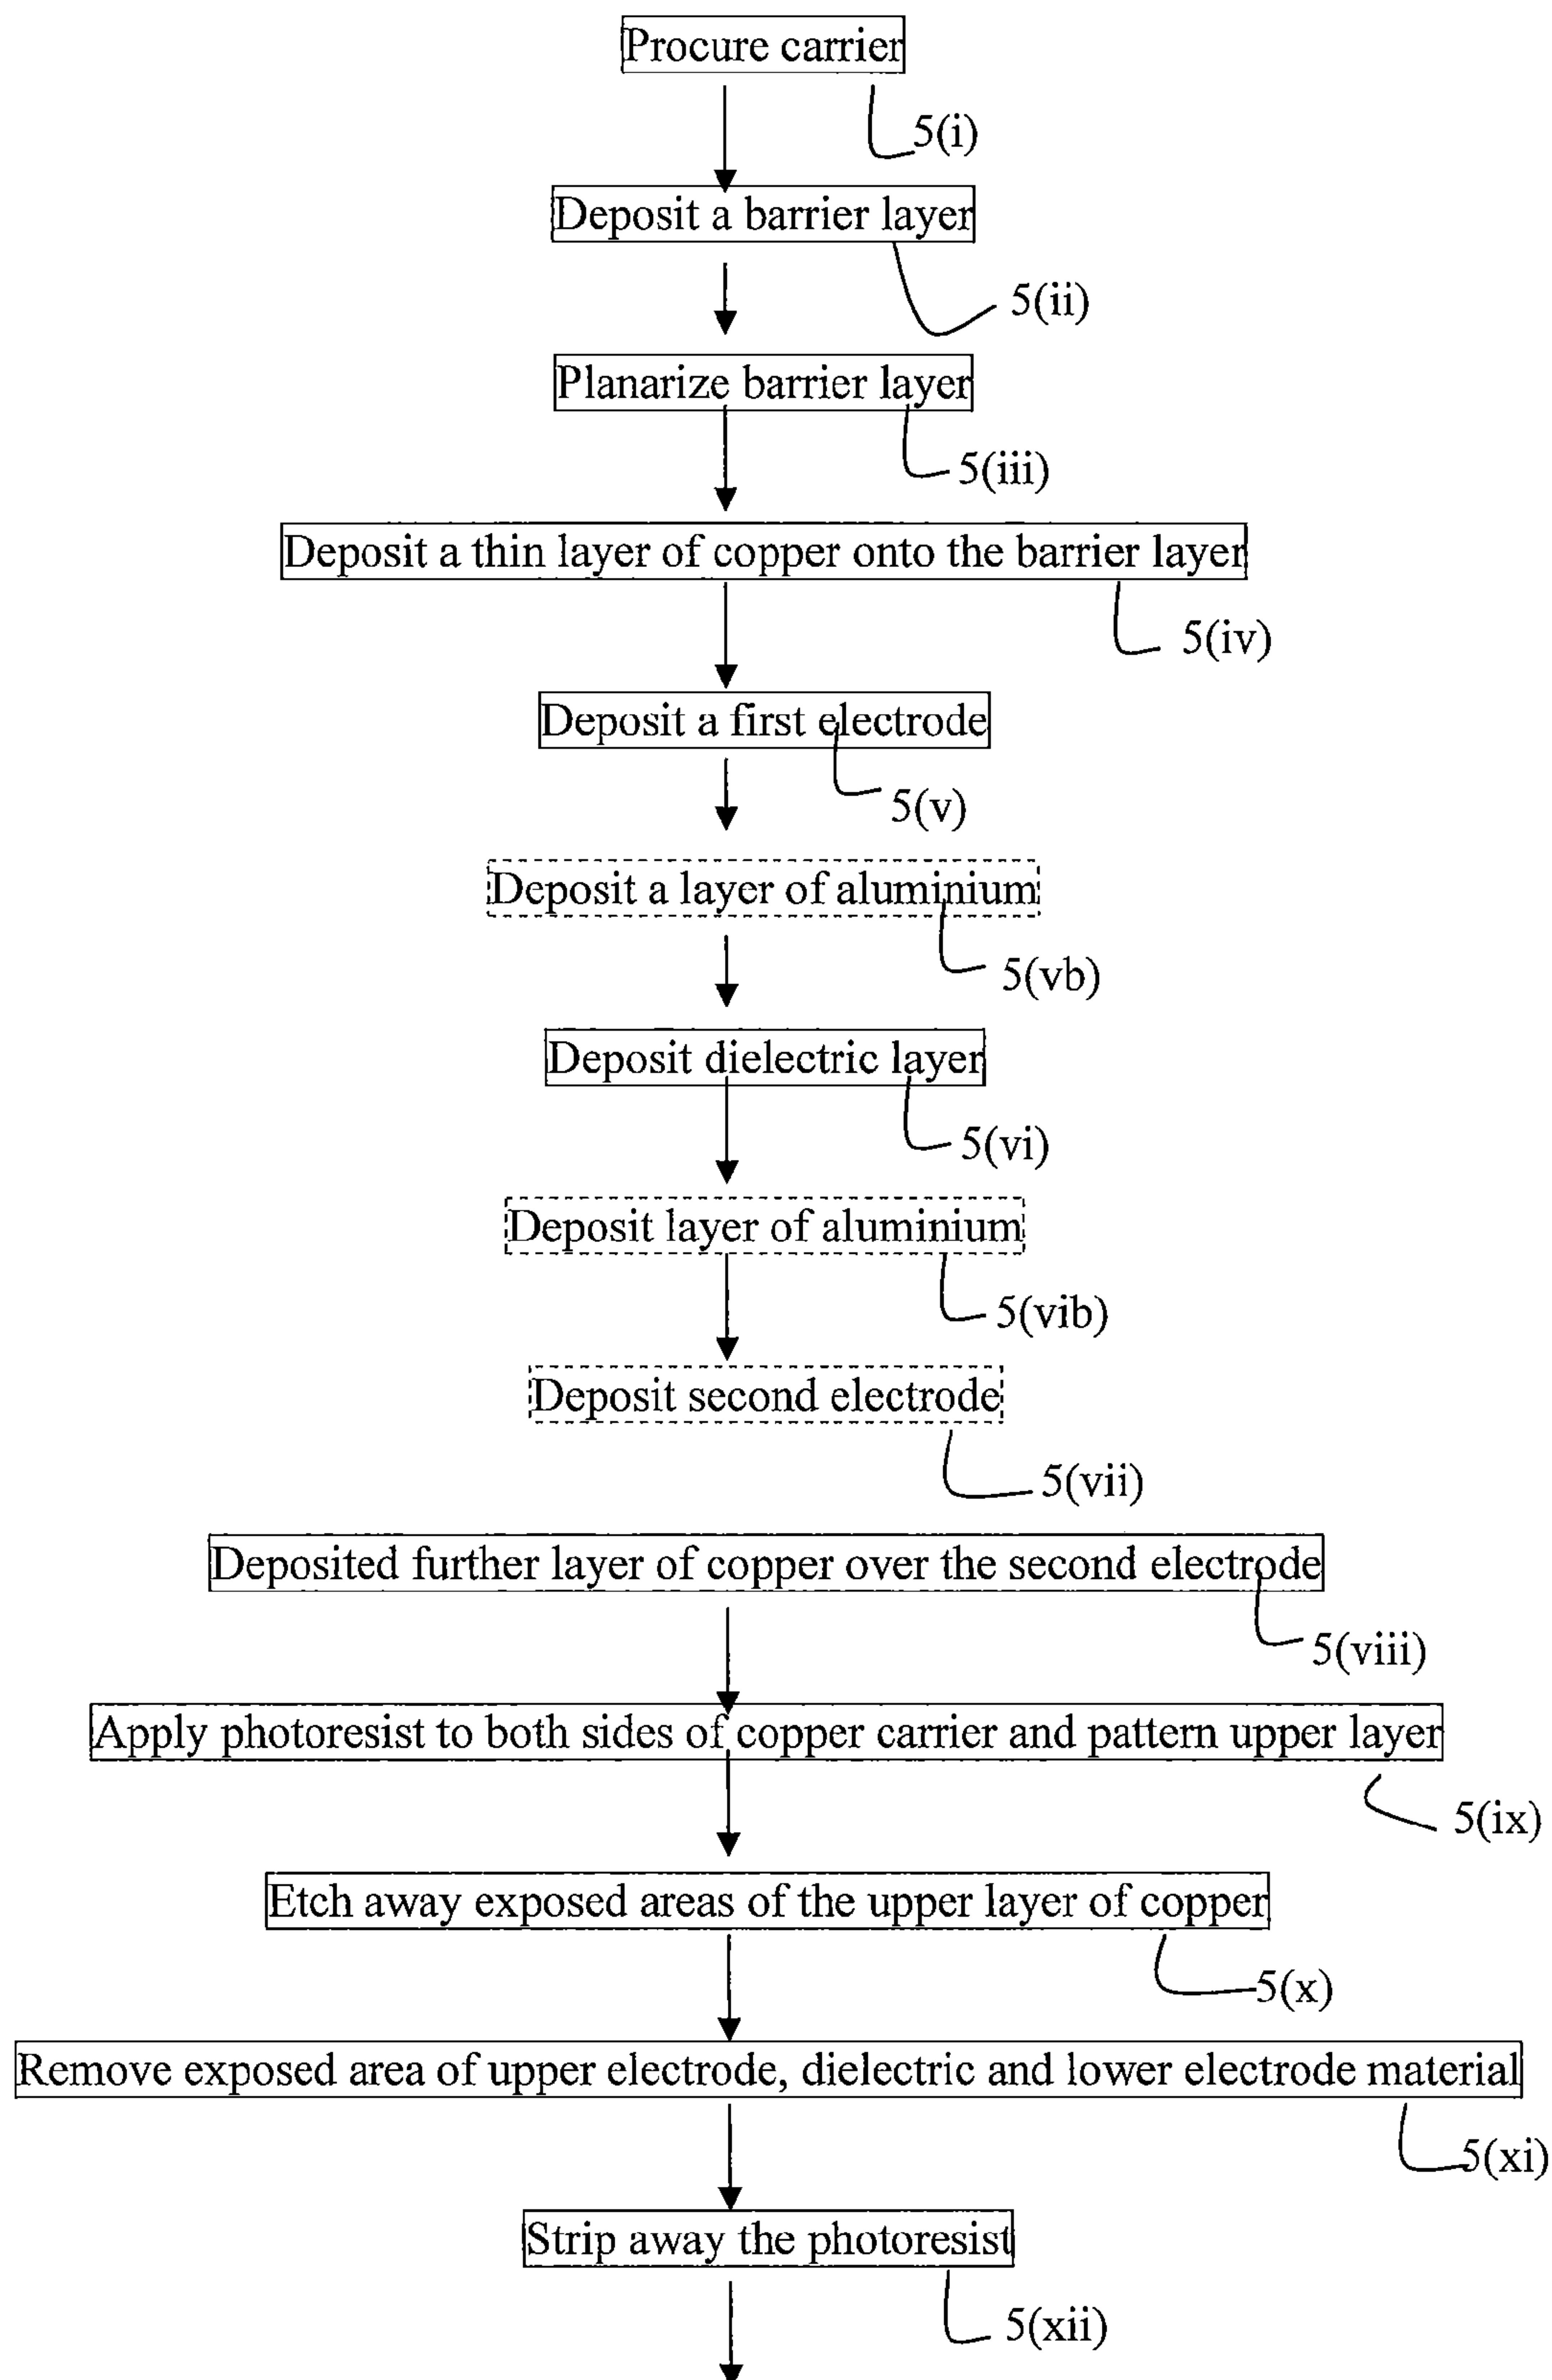 Procure carrier
5(i)
Deposit a barrier layer
5(ii)
Planarize barrier layer
5(iii)
Deposit a thin layer of copper onto the barrier layer
5(iv)
Deposit a first electrode
5(v)
Deposit a layer of aluminium
5(vb)
Deposit dielectric layer
5(vi)
Deposit layer of aluminium
5(vib)
Deposit second electrode
5(vii)
Deposited further layer of copper over the second electrode
5(viii)
Apply photoresist to both sides of copper carrier and pattern upper layer
5(ix)
Etch away exposed areas of the upper layer of copper
5(x)
Remove exposed area of upper electrode, dielectric and lower electrode material
5(xi)
Strip away the photoresist
5(xii)